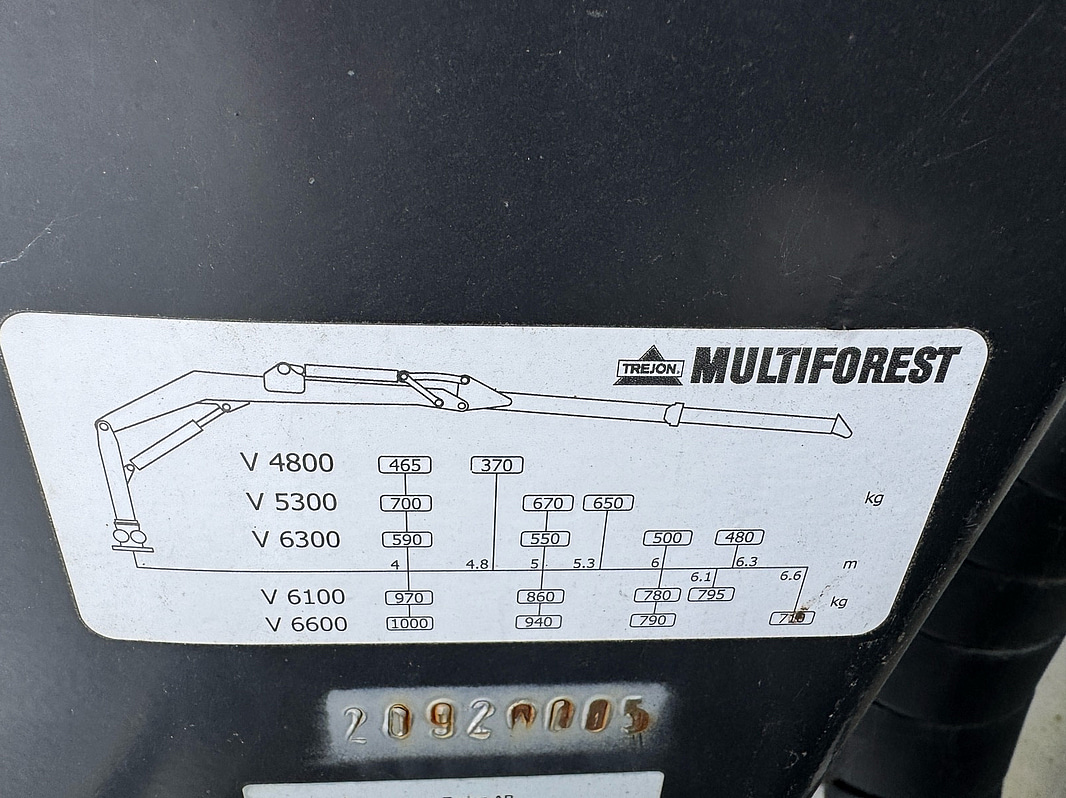 TREJON MULTIFOREST
V 4800 465 370
V 5300 700 670 650 kg
V 6300 590 550 500 480
4 4.8 5 5.3 6 6.1 6.3 6.6 m
V 6100 970 860 780 795 kg
V 6600 1000 940 790